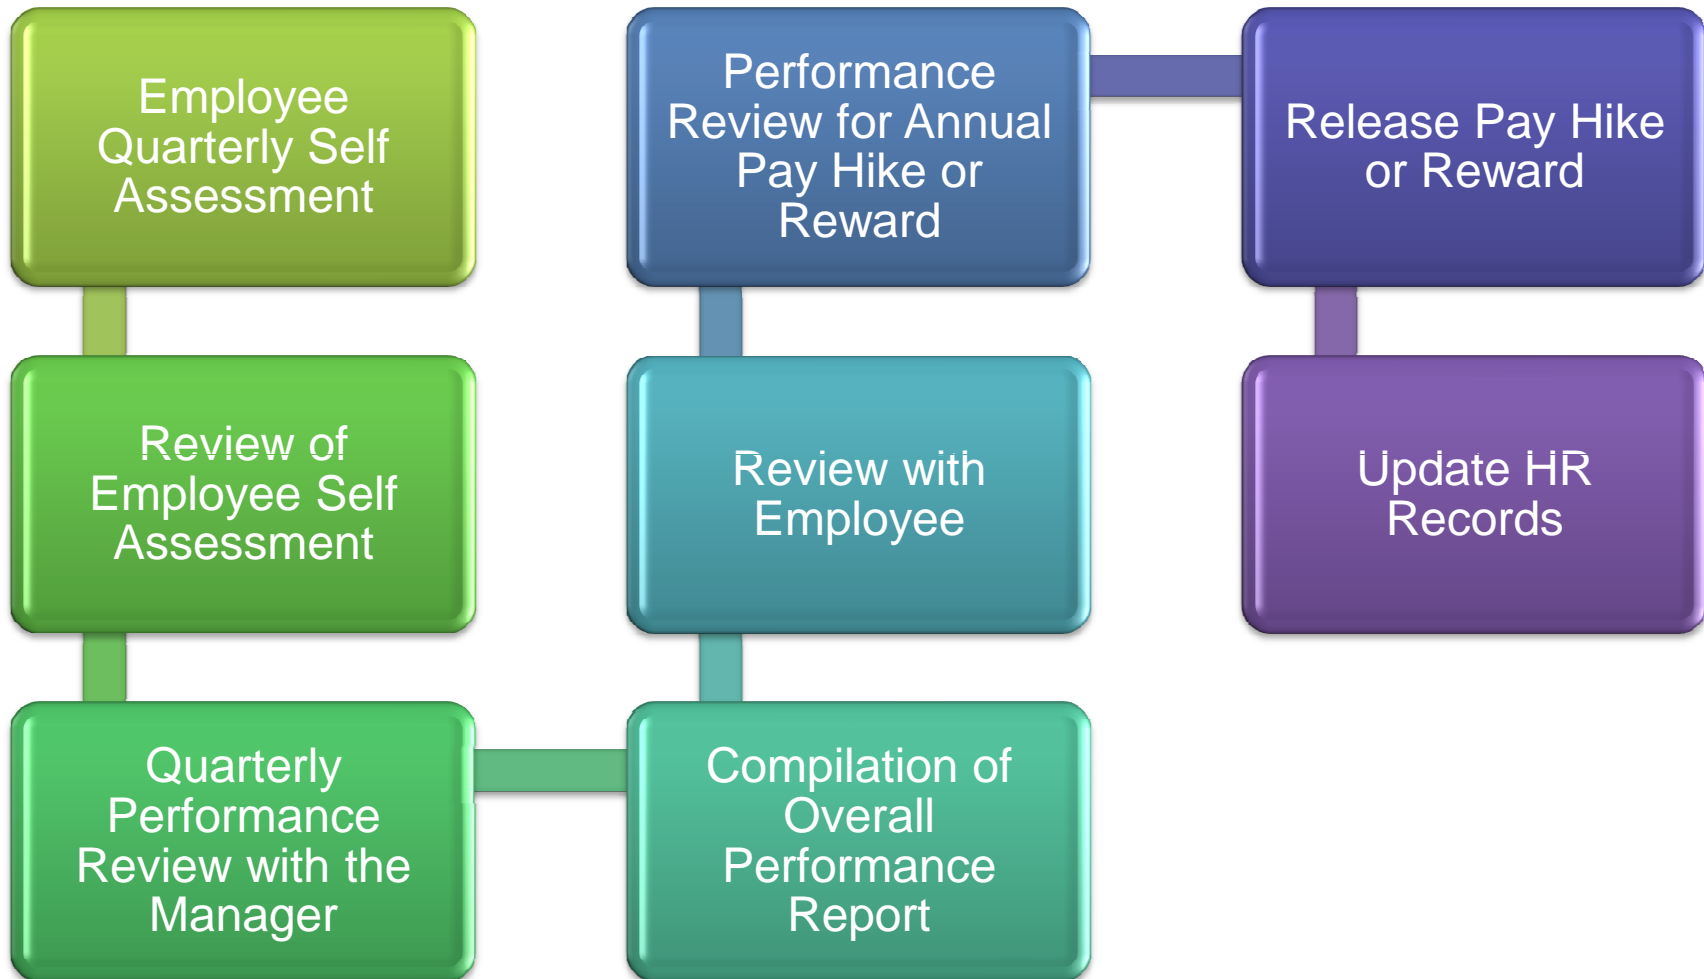 Employee
Quarterly Self
Assessment
Review of
Employee Self
Assessment
Quarterly
Performance
Review with the
Manager
Compilation of
Overall
Performance
Report
Review with
Employee
Performance
Review for Annual
Pay Hike or
Reward
Release Pay Hike
or Reward
Update HR
Records